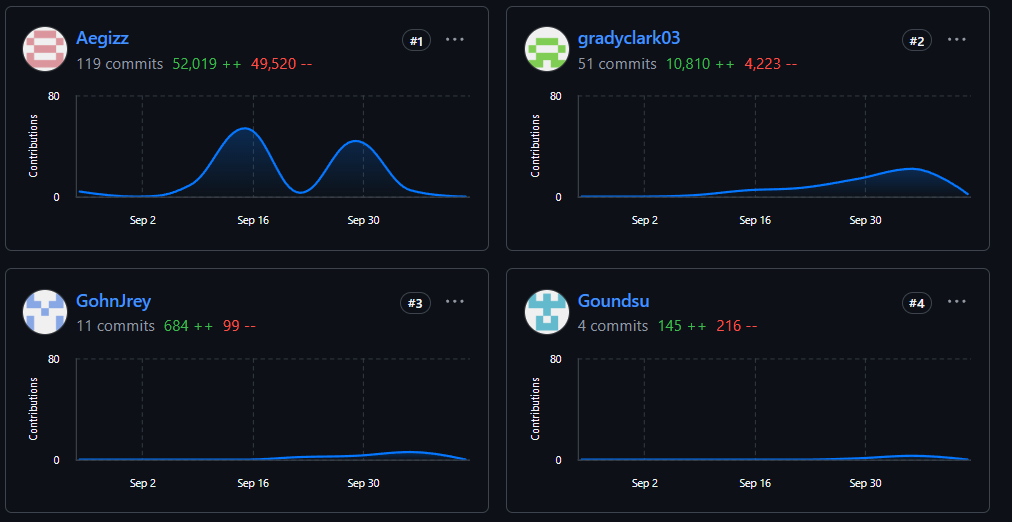 Aegizz #1 ···
119 commits 52,019 ++ 49,520 --
80
Contributions
0
Sep 2 Sep 16 Sep 30
gradyclark03 #2 ···
51 commits 10,810 ++ 4,223 --
80
Contributions
0
Sep 2 Sep 16 Sep 30
GohnJrey #3 ···
11 commits 684 ++ 99 --
80
Contributions
0
Sep 2 Sep 16 Sep 30
Goundsu #4 ···
4 commits 145 ++ 216 --
80
Contributions
0
Sep 2 Sep 16 Sep 30